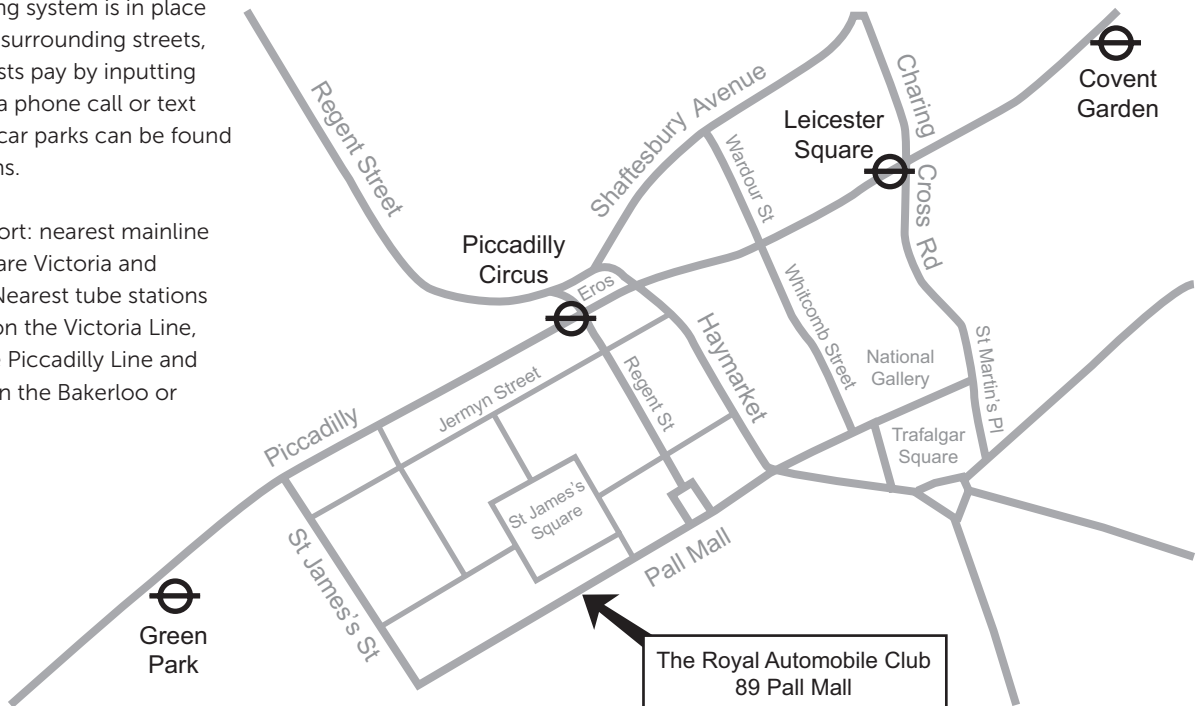 ng system is in place
surrounding streets,
sts pay by inputting
a phone call or text
car parks can be found
ns.
ort: nearest mainline
are Victoria and
Nearest tube stations
on the Victoria Line,
e Piccadilly Line and
n the Bakerloo or
Regent Street
Shaftesbury Avenue
Charing
Cross Rd
Covent
Garden
Leicester
Square
Wardour St
Piccadilly
Circus
Eros
Whitcomb Street
Haymarket
National
Gallery
St Martin's Pl
Trafalgar
Square
Regent St
Jermyn Street
Piccadilly
St James's
Square
St James's St
Pall Mall
Green
Park
The Royal Automobile Club
89 Pall Mall